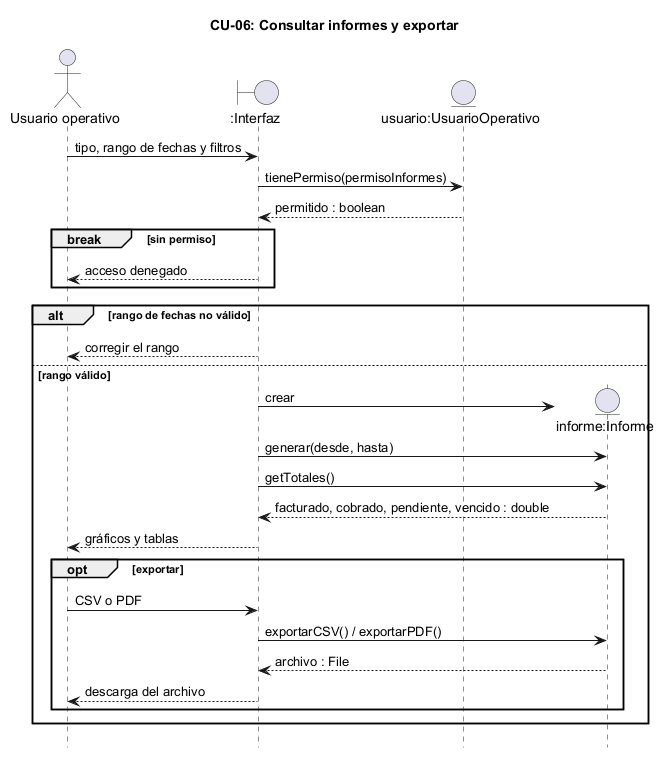 CU-06: Consultar informes y exportar
Usuario operativo
:Interfaz
usuario:UsuarioOperativo
tipo, rango de fechas y filtros
tienePermiso(permisoInformes)
permitido : boolean
break
[sin permiso]
acceso denegado
alt
[rango de fechas no válido]
corregir el rango
[rango válido]
crear
informe:Informe
generar(desde, hasta)
getTotales()
facturado, cobrado, pendiente, vencido : double
gráficos y tablas
opt
[exportar]
CSV o PDF
exportarCSV() / exportarPDF()
archivo : File
descarga del archivo